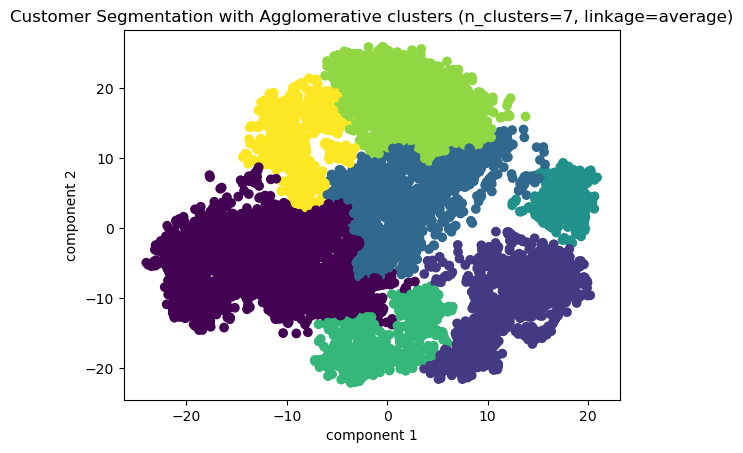 Customer Segmentation with Agglomerative clusters (n_clusters=7, linkage=average)
20
10
0
−10
−20
component 2
−20 −10 0 10 20
component 1